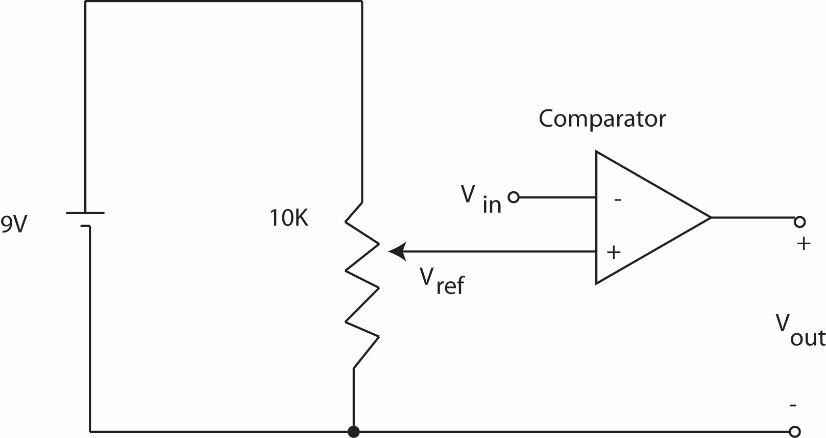 Comparator
V in
-
9V
10K
+
V ref
+
V out
-